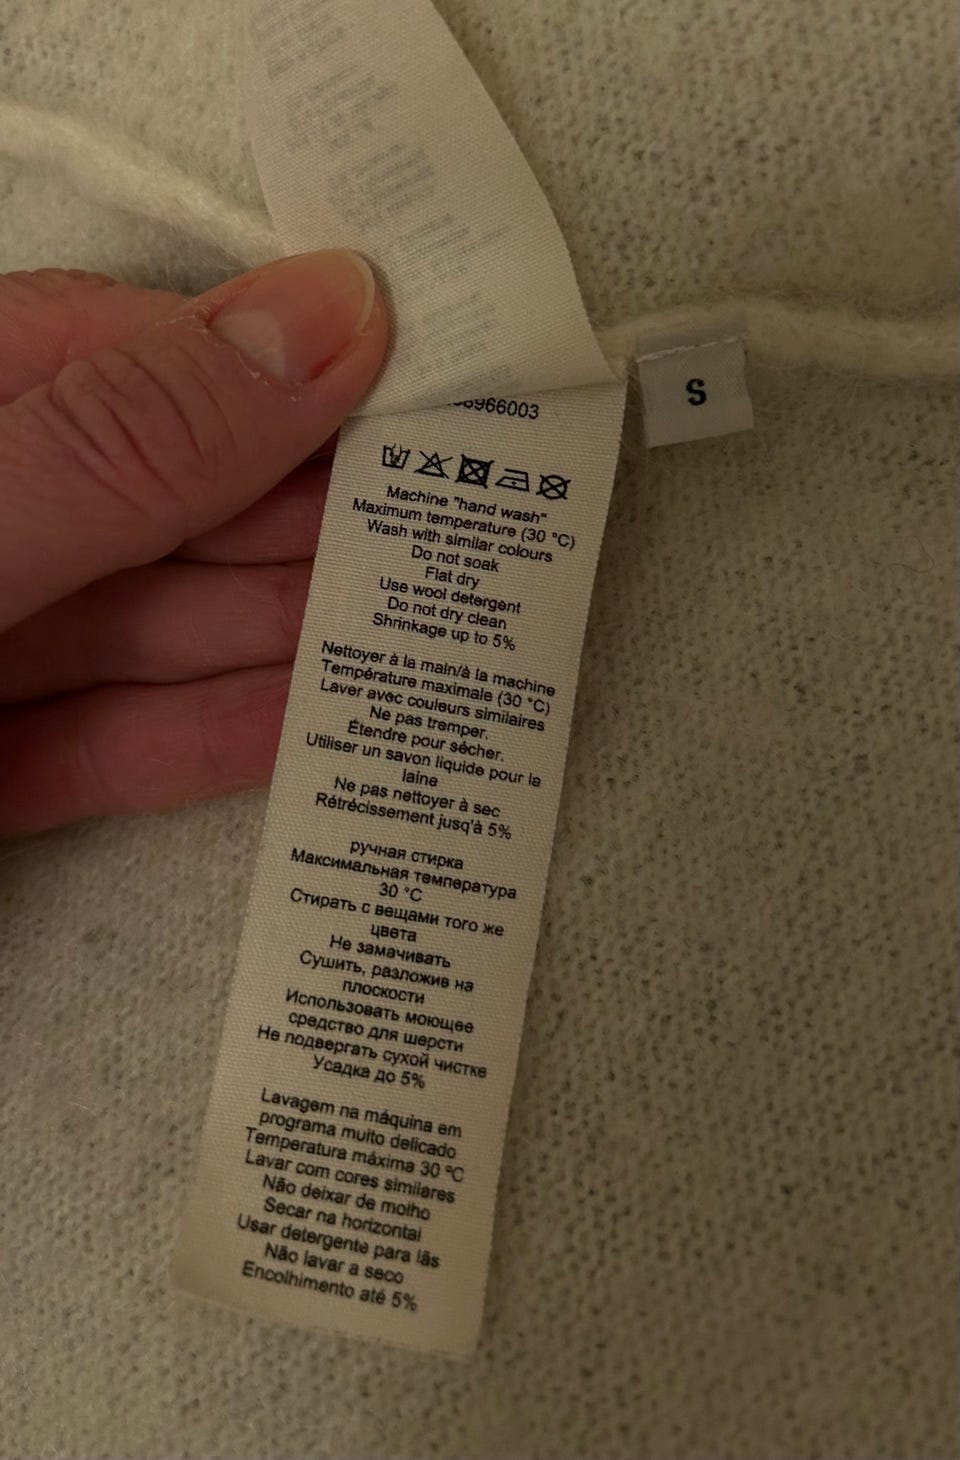 966003
S
Machine "hand wash"
Maximum temperature (30 °C)
Wash with similar colours
Do not soak
Flat dry
Use wool detergent
Do not dry clean
Shrinkage up to 5%
Nettoyer à la main/à la machine
Température maximale (30 °C)
Laver avec couleurs similaires
Ne pas tremper.
Étendre pour sécher.
Utiliser un savon liquide pour la
laine
Ne pas nettoyer à sec
Rétrécissement jusq'à 5%
ручная стирка
Максимальная температура
30 °C
Стирать с вещами того же
цвета
Не замачивать
Сушить, разложив на
плоскости
Использовать моющее
средство для шерсти
Не подвергать сухой чистке
Усадка до 5%
Lavagem na máquina em
programa muito delicado
Temperatura máxima 30 ºC
Lavar com cores similares
Não deixar de molho
Secar na horizontal
Usar detergente para lãs
Não lavar a seco
Encolhimento até 5%